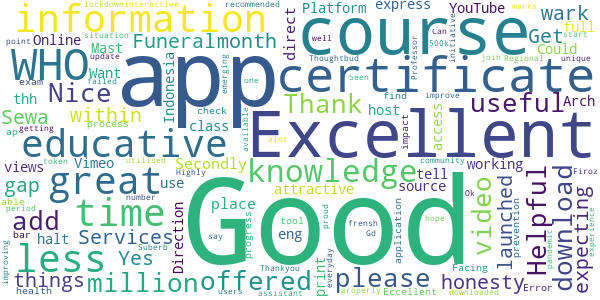 lockdowninterface
recommended
information
Platform
express
YouTube
marks
Can
wark
point
Online
Mast
Funeralmonth
direct
course
500k
initiative
Get
full
situation
update
WHO
app
Could
start
exam
failed
Want
Indonesia
emerging
well
Professor
join
Regional
unique
Thoughtbud
seen
certificate
Nice
check
one
find
improve
thh
within
Thank
useful
Arch
process
Sewa
class
available
host
Excellent
ap
getting
educative
impact
access
token
utilised
Highly
alot
views
Vimeo
Secondly
knowledge
community
working
Firoz
gap
use
attractive
tell
source
Ok
able
period
great
place
tool
proud
frensh
Gd
application
video
launched
prevention
Helpful
download
expecting
experience
add
time
Direction
progress
eng
Good
hope
pandemic
bar
halt
Services
say
Facing
improving
less
Yes
Suberb
offered
print
everyday
please
honesty
things
million
number
Thankyou
properly
health
users
assistant
Eccellent
downloaded
Error